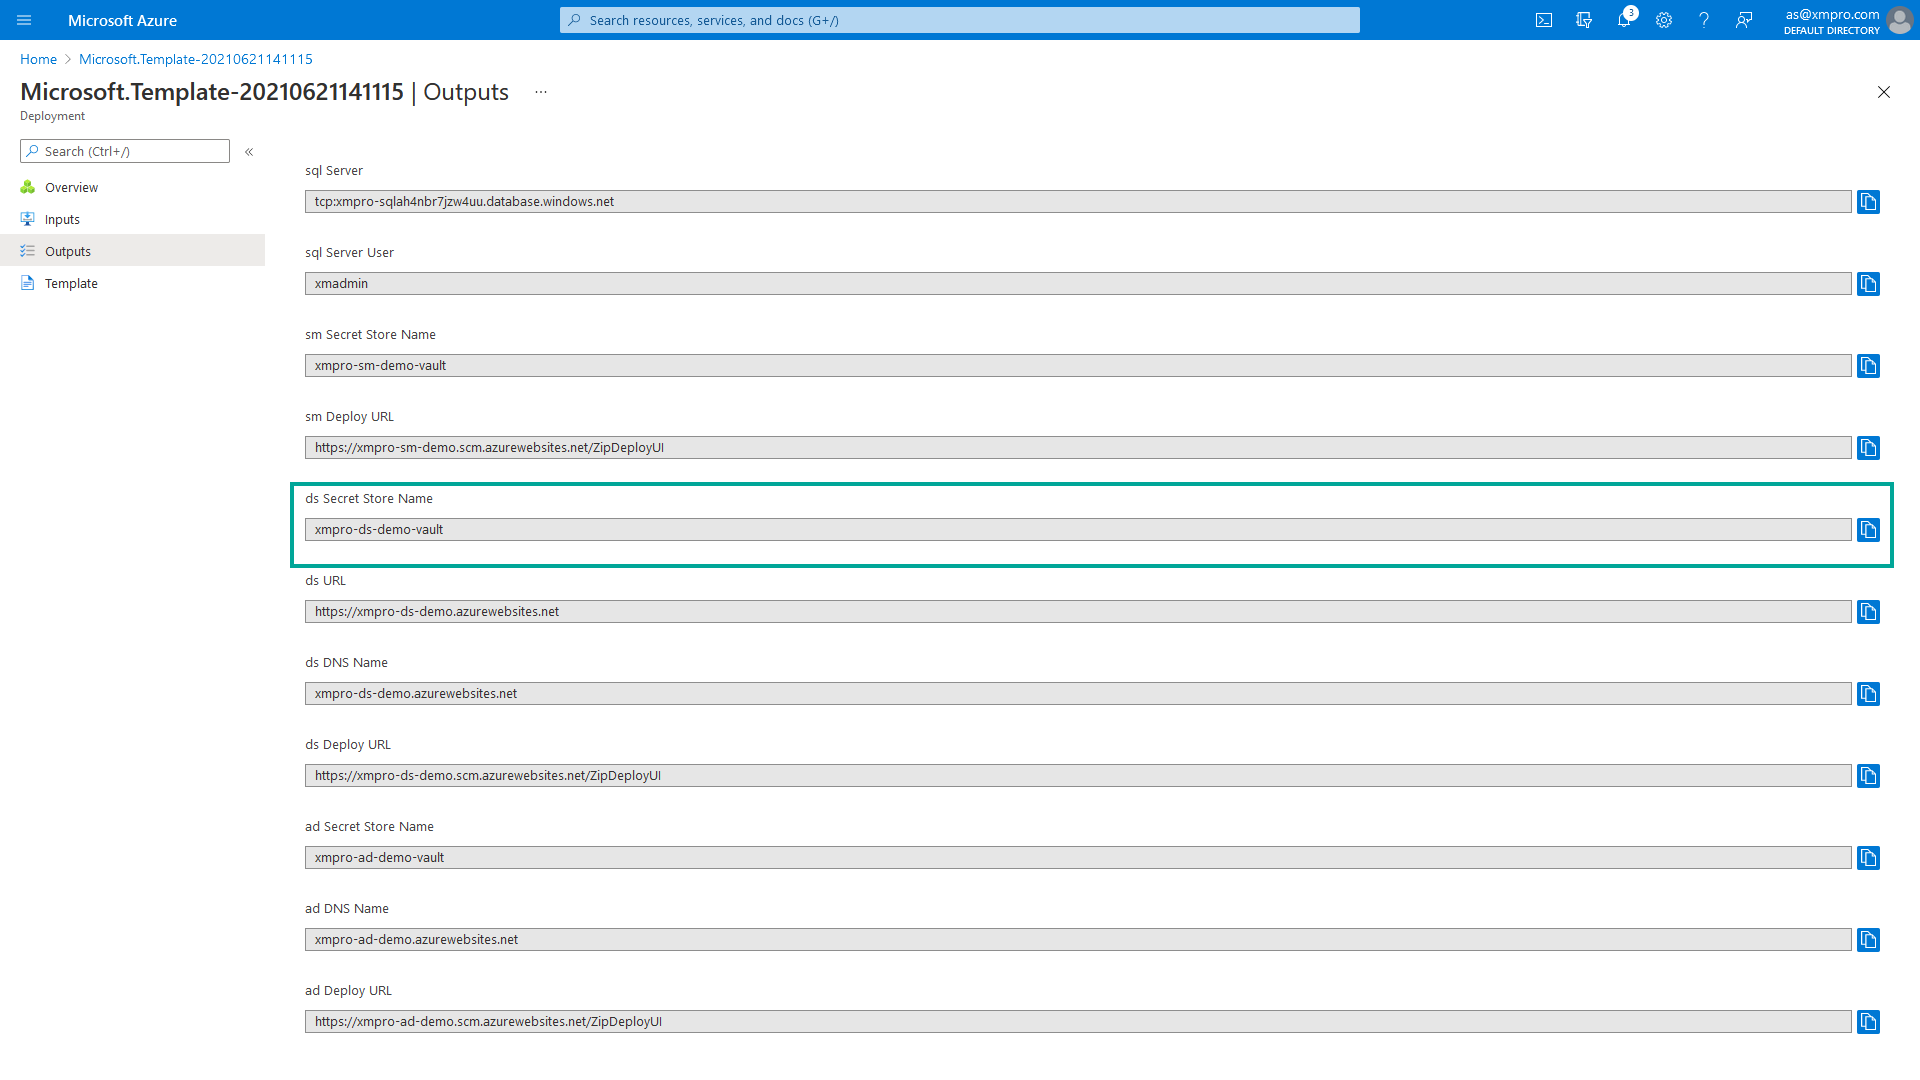 Microsoft Azure
Search resources, services, and docs (G+/)
3
as@xmpro.com
DEFAULT DIRECTORY
Home
Microsoft.Template-20210621141115
Microsoft.Template-20210621141115 | Outputs ...
Deployment
Search (Ctrl+/)
«
Overview
Inputs
Outputs
Template
sql Server
tcp:xmpro-sqlah4nbr7jzw4uu.database.windows.net
sql Server User
xmadmin
sm Secret Store Name
xmpro-sm-demo-vault
sm Deploy URL
https://xmpro-sm-demo.scm.azurewebsites.net/ZipDeployUI
ds Secret Store Name
xmpro-ds-demo-vault
ds URL
https://xmpro-ds-demo.azurewebsites.net
ds DNS Name
xmpro-ds-demo.azurewebsites.net
ds Deploy URL
https://xmpro-ds-demo.scm.azurewebsites.net/ZipDeployUI
ad Secret Store Name
xmpro-ad-demo-vault
ad DNS Name
xmpro-ad-demo.azurewebsites.net
ad Deploy URL
https://xmpro-ad-demo.scm.azurewebsites.net/ZipDeployUI